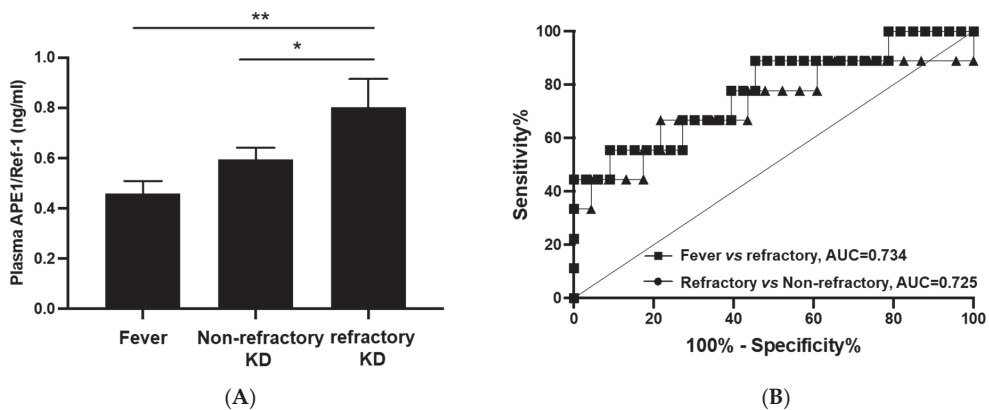 **
*
Plasma APE1/Ref-1 (ng/ml)
1.0
0.8
0.6
0.4
0.2
0.0
Fever
Non-refractory
KD
refractory
KD
(A)
Sensitivity%
100
80
60
40
20
0
Fever vs refractory, AUC=0.734
Refractory vs Non-refractory, AUC=0.725
0 20 40 60 80 100
100% - Specificity%
(B)